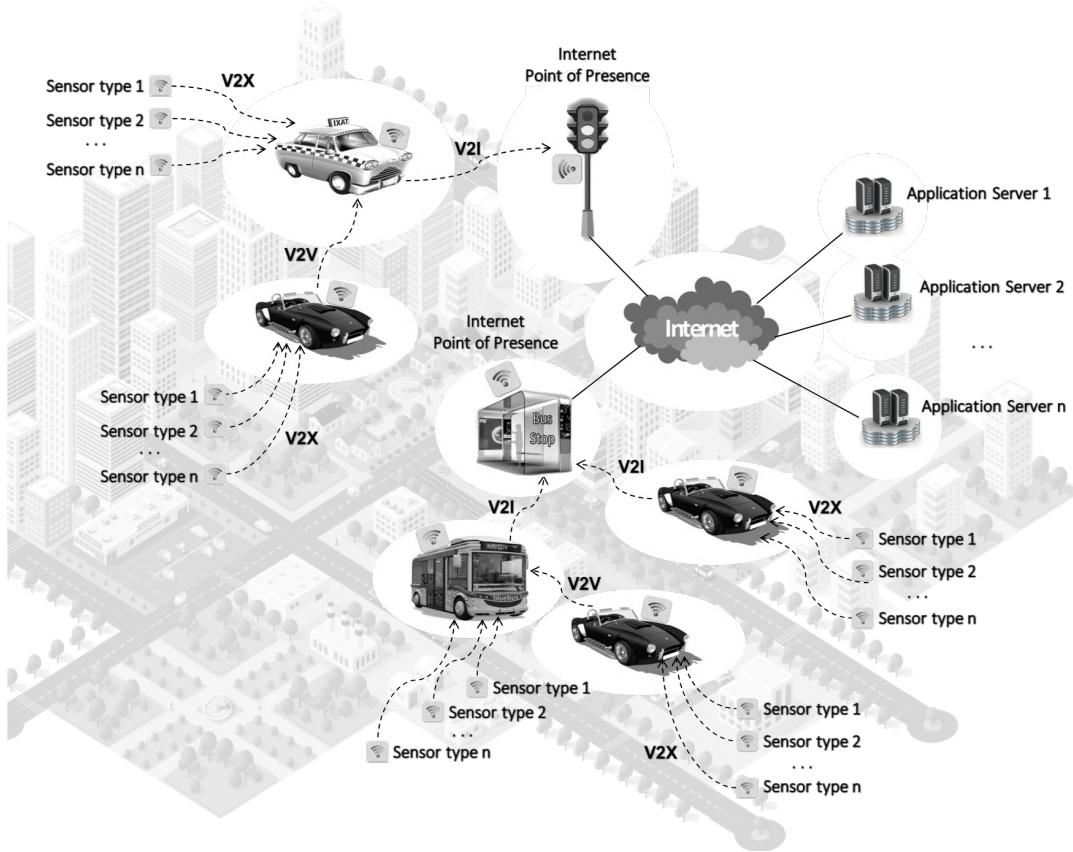 Internet
Point of Presence
V2X
Sensor type 1
Sensor type 2
...
Sensor type n
TAXI
V2I
Application Server 1
V2V
Application Server 2
Internet
...
Internet
Point of Presence
Sensor type 1
Sensor type 2
...
Sensor type n
V2X
Bus
Stop
Application Server n
V2I
V2I
V2X
Sensor type 1
Sensor type 2
...
Sensor type n
V2V
bluebus
Sensor type 1
Sensor type 2
...
Sensor type n
Sensor type 1
Sensor type 2
...
Sensor type n
V2X